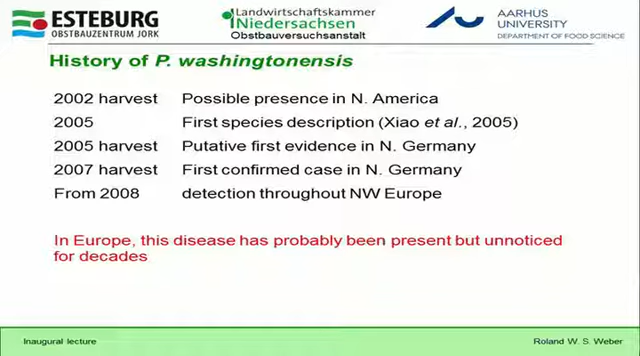 ESTEBURG
OBSTBAUZENTRUM JORK
Landwirtschaftskammer
Niedersachsen
Obstbauversuchsanstalt
AARHUS
UNIVERSITY
DEPARTMENT OF FOOD SCIENCE
History of P. washingtonensis
2002 harvest Possible presence in N. America
2005 First species description (Xiao et al., 2005)
2005 harvest Putative first evidence in N. Germany
2007 harvest First confirmed case in N. Germany
From 2008 detection throughout NW Europe
In Europe, this disease has probably been present but unnoticed
for decades
Inaugural lecture Roland W. S. Weber